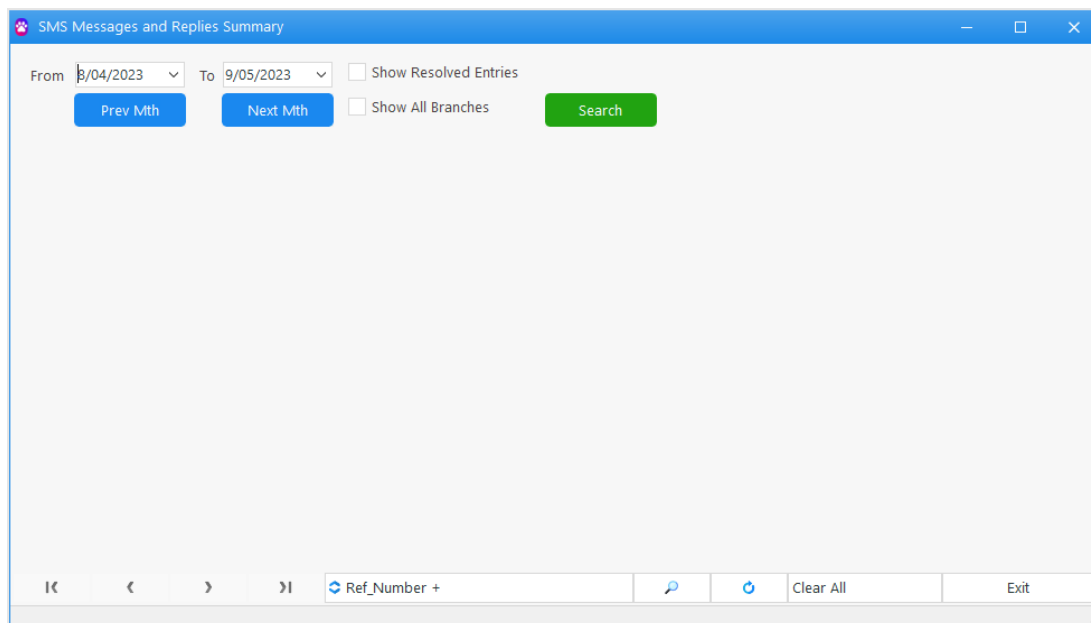 SMS Messages and Replies Summary
From 8/04/2023 To 9/05/2023 Show Resolved Entries
Prev Mth Next Mth Show All Branches Search
Ref_Number + Clear All Exit